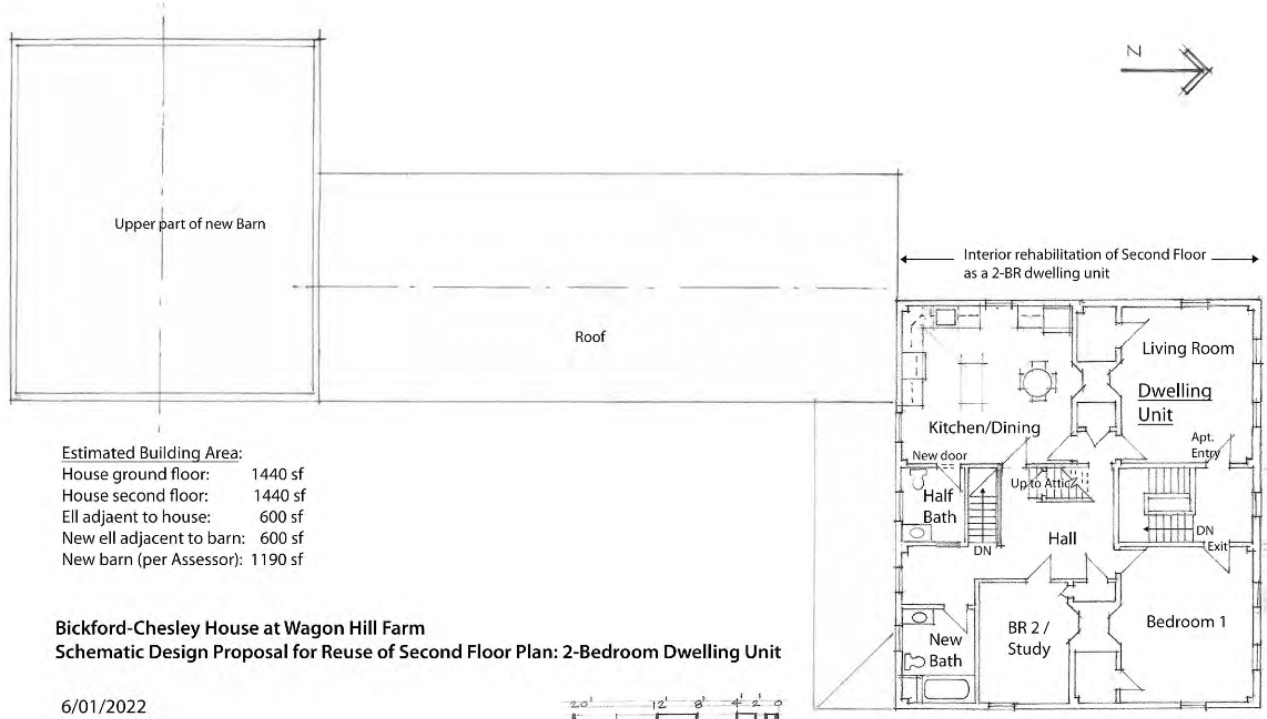 N
Upper part of new Barn
Interior rehabilitation of Second Floor
as a 2-BR dwelling unit
Roof
Living Room
Dwelling
Unit
Kitchen/Dining
Apt.
Entry
New door
Up to Attic
Half
Bath
DN
Hall
DN
Exit
BR 2 /
Study
Bedroom 1
New
Bath
Estimated Building Area:
House ground floor: 1440 sf
House second floor: 1440 sf
Ell adjaent to house: 600 sf
New ell adjacent to barn: 600 sf
New barn (per Assessor): 1190 sf
Bickford-Chesley House at Wagon Hill Farm
Schematic Design Proposal for Reuse of Second Floor Plan: 2-Bedroom Dwelling Unit
6/01/2022
20' 12' 8' 4' 2' 0